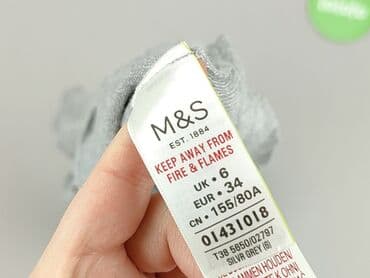 M&S
EST. 1884
KEEP AWAY FROM
FIRE & FLAMES
UK • 6
EUR • 34
CN • 155/80A
01431018
T38 5650/02797
SILVR GREY (6)